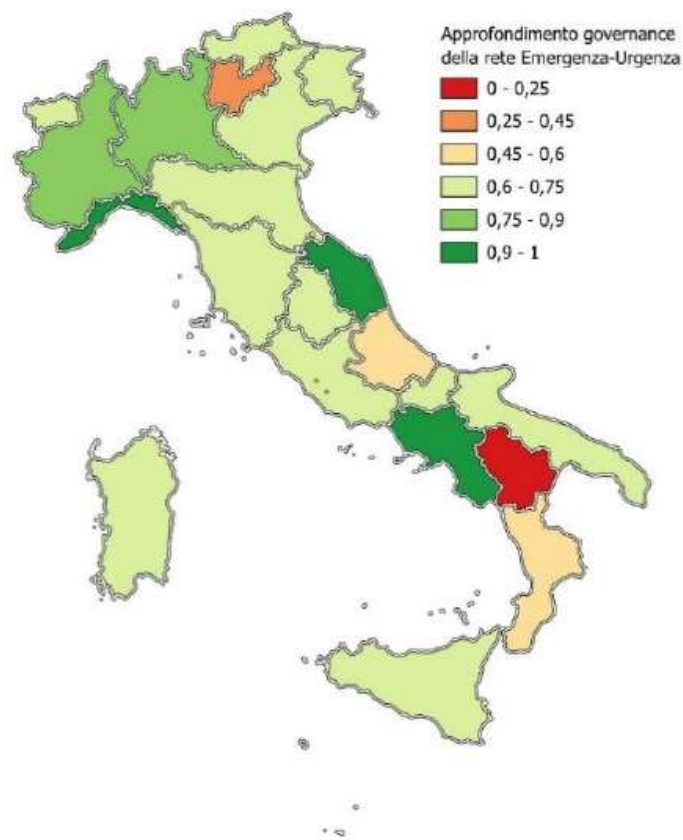 Approfondimento governance
della rete Emergenza-Urgenza
0 - 0,25
0,25 - 0,45
0,45 - 0,6
0,6 - 0,75
0,75 - 0,9
0,9 - 1